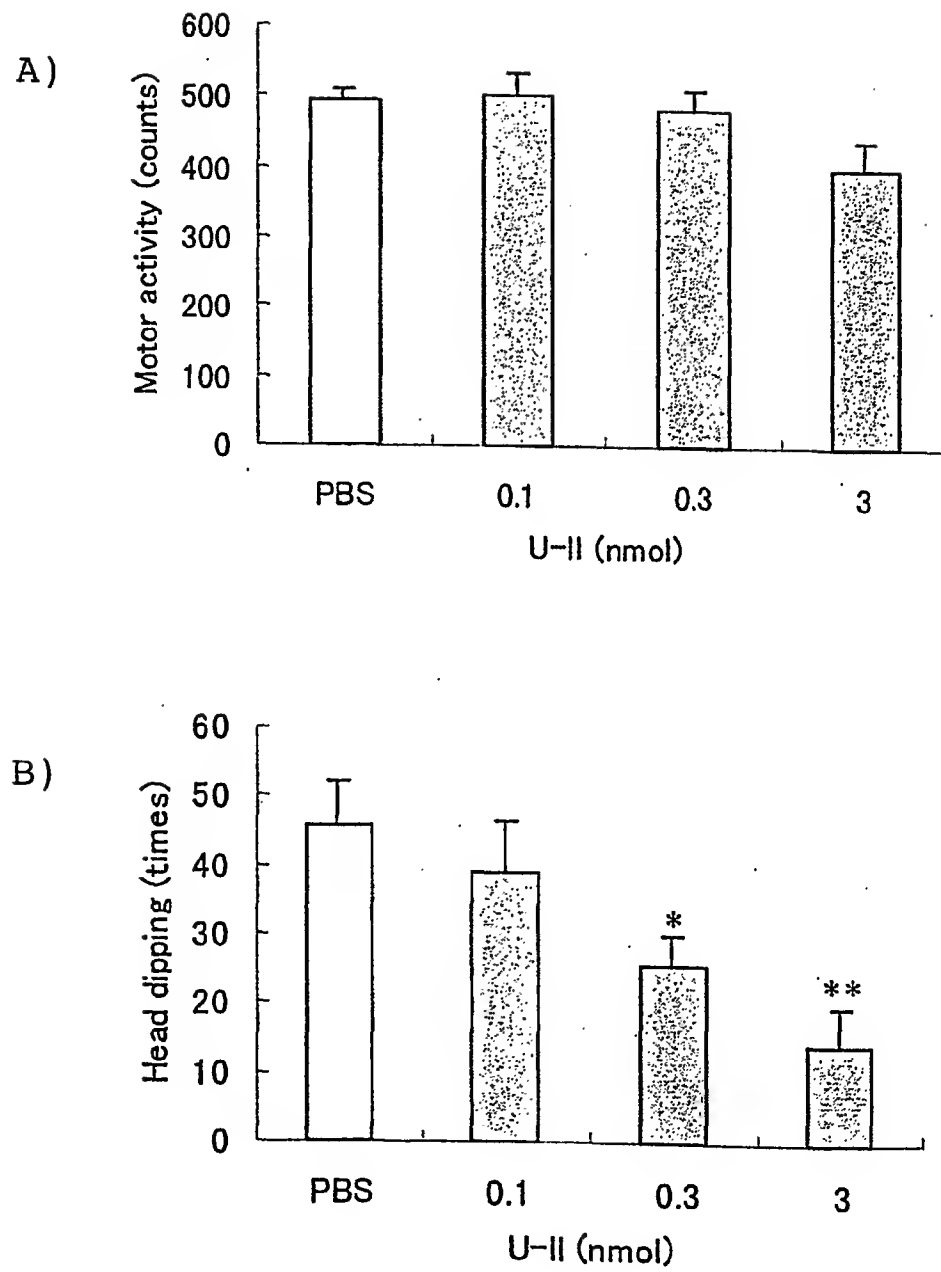 A)
Motor activity (counts)
600
500
400
300
200
100
0
PBS 0.1 0.3 3
U-II (nmol)
B)
Head dipping (times)
60
50
40
30
20
10
0
* **
PBS 0.1 0.3 3
U-II (nmol)